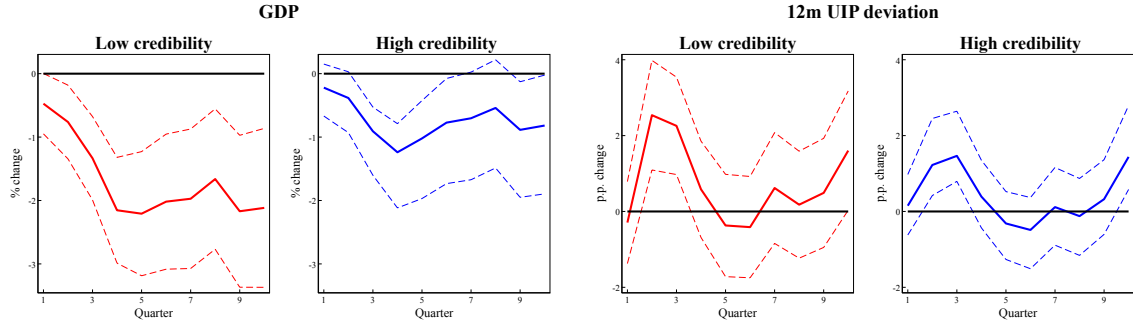 GDP
12m UIP deviation
Low credibility
High credibility
Low credibility
High credibility
% change
0
-1
-2
-3
1
3
5
7
9
Quarter
% change
0
-1
-2
-3
1
3
5
7
9
Quarter
p.p. change
4
2
0
-2
1
3
5
7
9
Quarter
p.p. change
4
2
0
-2
1
3
5
7
9
Quarter